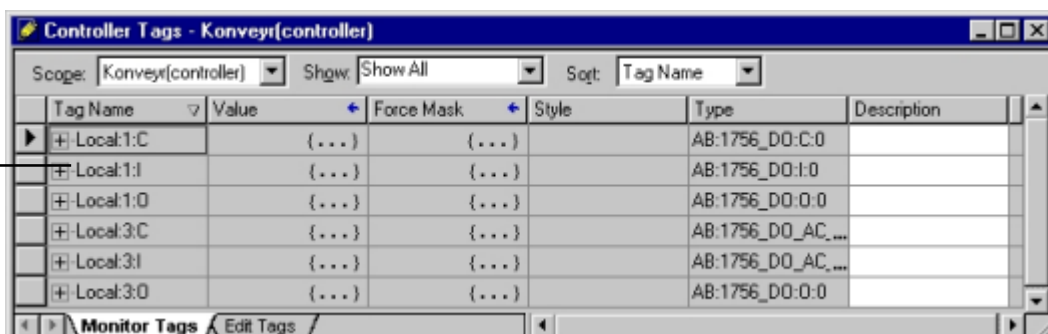 Controller Tags - Konveyr(controller)
Scope: Konveyr(controller) Show: Show All Sort: Tag Name
Tag Name Value Force Mask Style Type Description
Local:1:C {...} {...} AB:1756_DO:C:0
Local:1:I {...} {...} AB:1756_DO:I:0
Local:1:O {...} {...} AB:1756_DO:O:0
Local:3:C {...} {...} AB:1756_DO_AC_...
Local:3:I {...} {...} AB:1756_DO_AC_...
Local:3:O {...} {...} AB:1756_DO:O:0
Monitor Tags Edit Tags